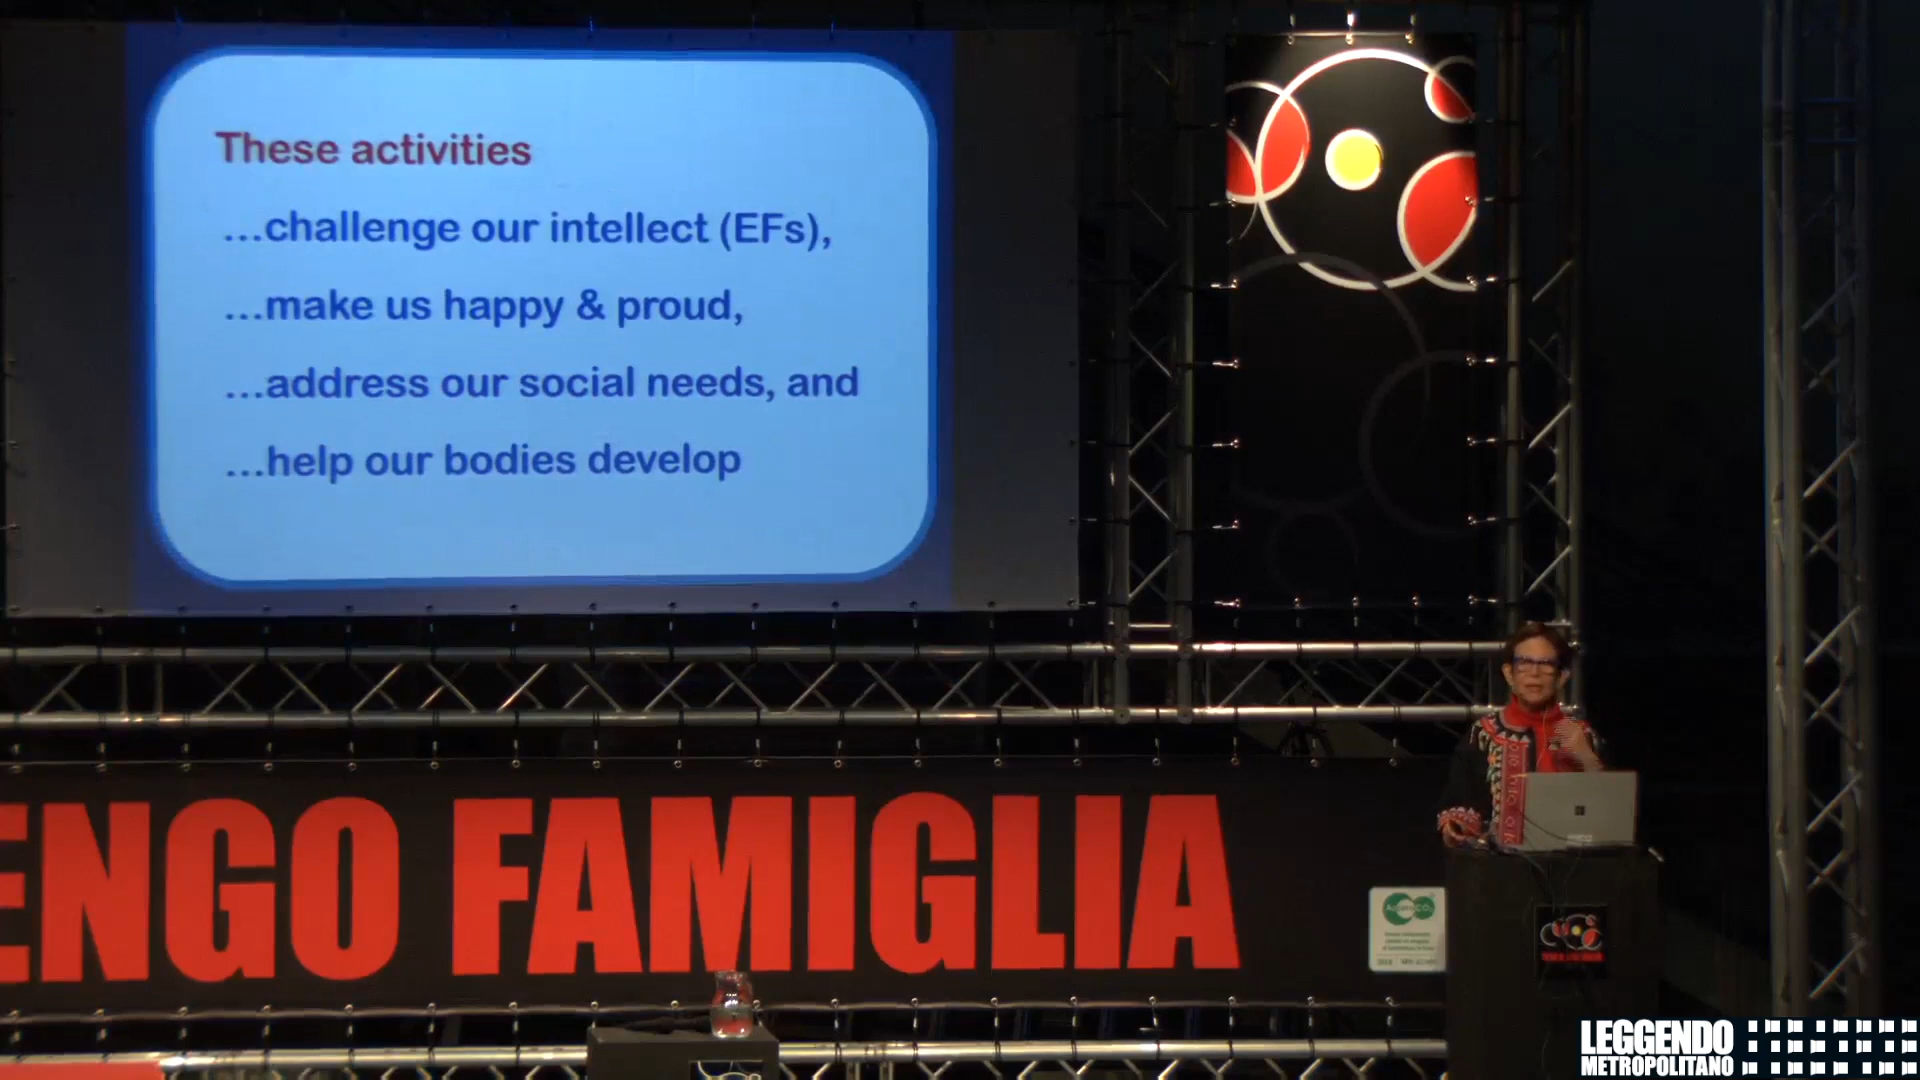 These activities
...challenge our intellect (EFs),
...make us happy & proud,
...address our social needs, and
...help our bodies develop
ENGO FAMIGLIA
LEGGENDO
METROPOLITANO